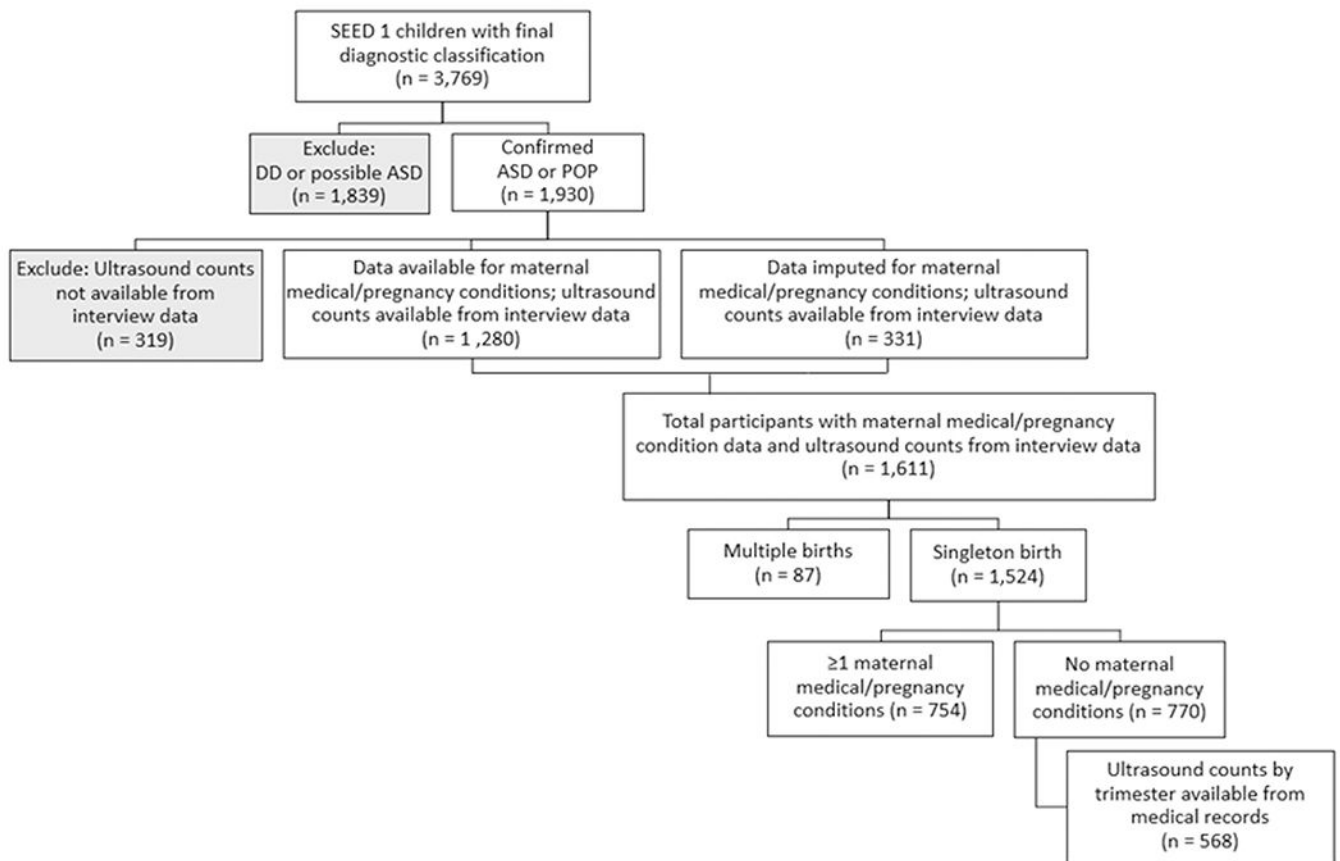 SEED 1 children with final
diagnostic classification
(n = 3,769)
Exclude:
DD or possible ASD
(n = 1,839)
Confirmed
ASD or POP
(n = 1,930)
Exclude: Ultrasound counts
not available from
interview data
(n = 319)
Data available for maternal
medical/pregnancy conditions; ultrasound
counts available from interview data
(n = 1 ,280)
Data imputed for maternal
medical/pregnancy conditions; ultrasound
counts available from interview data
(n = 331)
Total participants with maternal medical/pregnancy
condition data and ultrasound counts from interview data
(n = 1,611)
Multiple births
(n = 87)
Singleton birth
(n = 1,524)
≥1 maternal
medical/pregnancy
conditions (n = 754)
No maternal
medical/pregnancy
conditions (n = 770)
Ultrasound counts by
trimester available from
medical records
(n = 568)